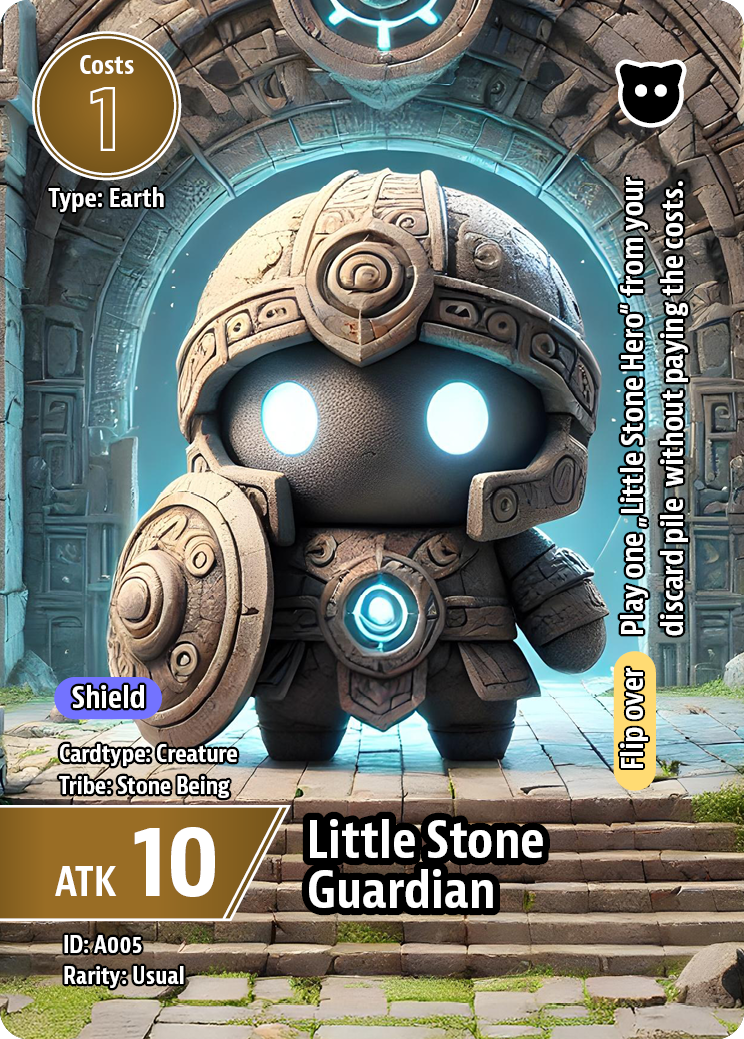 Costs
1
Type: Earth
Flip over Play one „Little Stone Hero“ from your
discard pile without paying the costs.
Shield
Cardtype: Creature
Tribe: Stone Being
ATK 10
Little Stone
Guardian
ID: A005
Rarity: Usual